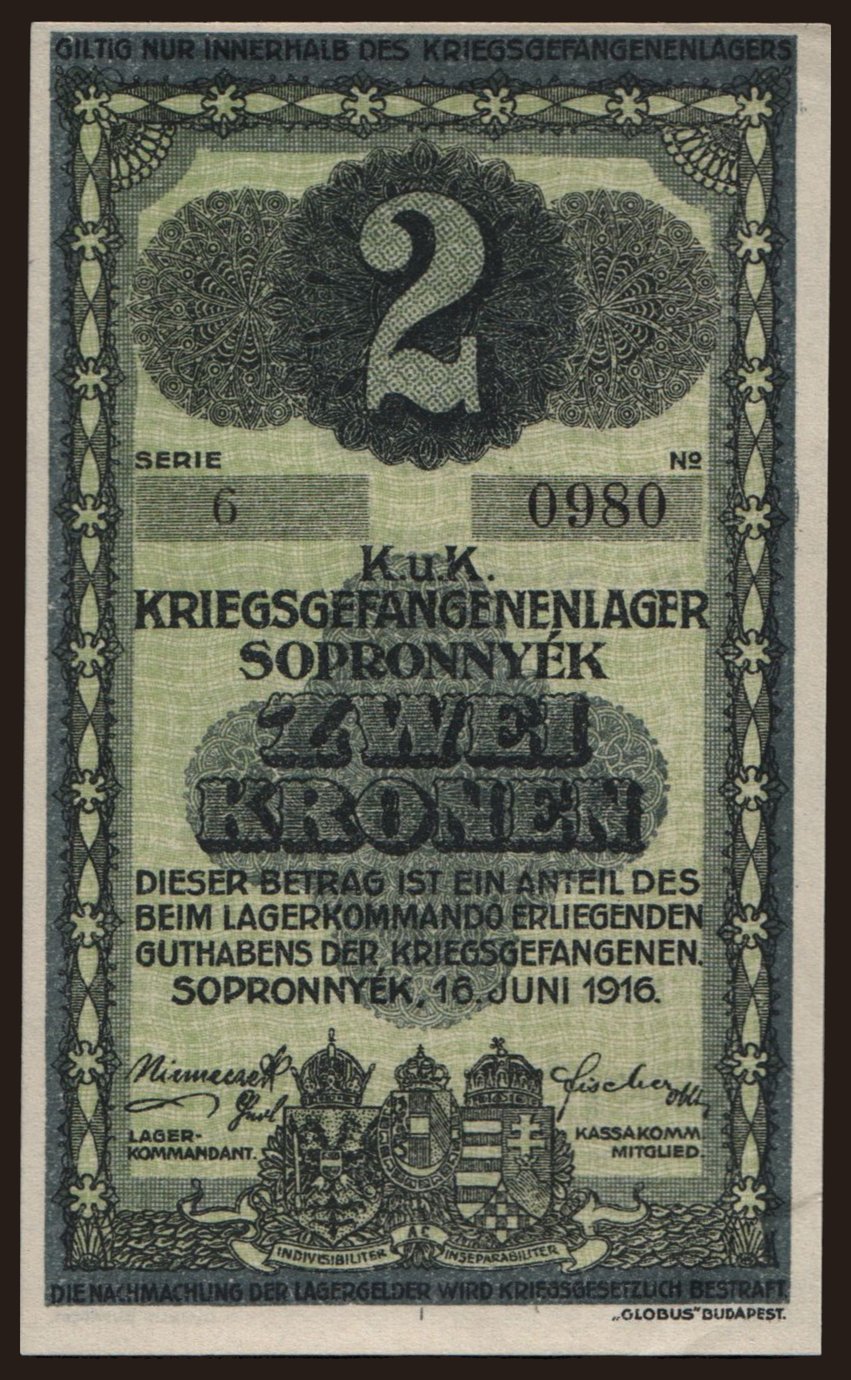 GILTIG NUR INNERHALB DES KRIEGSGEFANGENENLAGERS
2
SERIE No
6 0980
K.u.K.
KRIEGSGEFANGENENLAGER
SOPRONNYÉK
ZWEI
KRONEN
DIESER BETRAG IST EIN ANTEIL DES
BEIM LAGERKOMMANDO ERLIEGENDEN
GUTHABENS DER KRIEGSGEFANGENEN.
SOPRONNYÉK, 16. JUNI 1916.
Fischer
LAGER-
KOMMANDANT.
KASSAKOMM.
MITGLIED.
INDIVISIBILITER AC INSEPARABILITER
DIE NACHMACHUNG DER LAGERGELDER WIRD KRIEGSGESETZLICH BESTRAFT.
„GLOBUS" BUDAPEST.